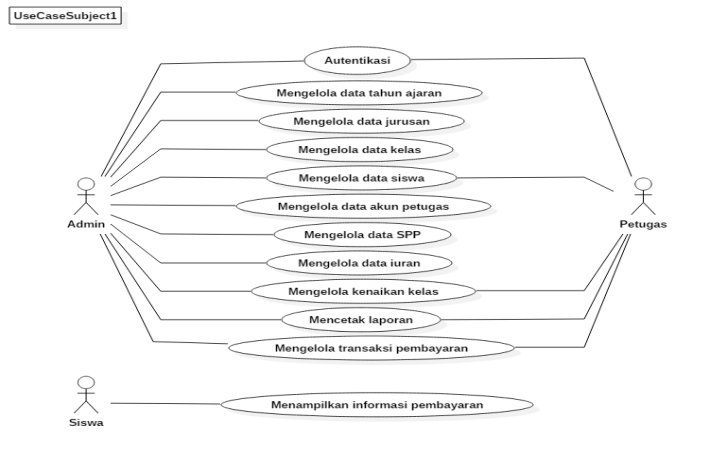 UseCaseSubject1
Autentikasi
Mengelola data tahun ajaran
Mengelola data jurusan
Mengelola data kelas
Mengelola data siswa
Mengelola data akun petugas
Admin
Petugas
Mengelola data SPP
Mengelola data iuran
Mengelola kenaikan kelas
Mencetak laporan
Mengelola transaksi pembayaran
Menampilkan informasi pembayaran
Siswa